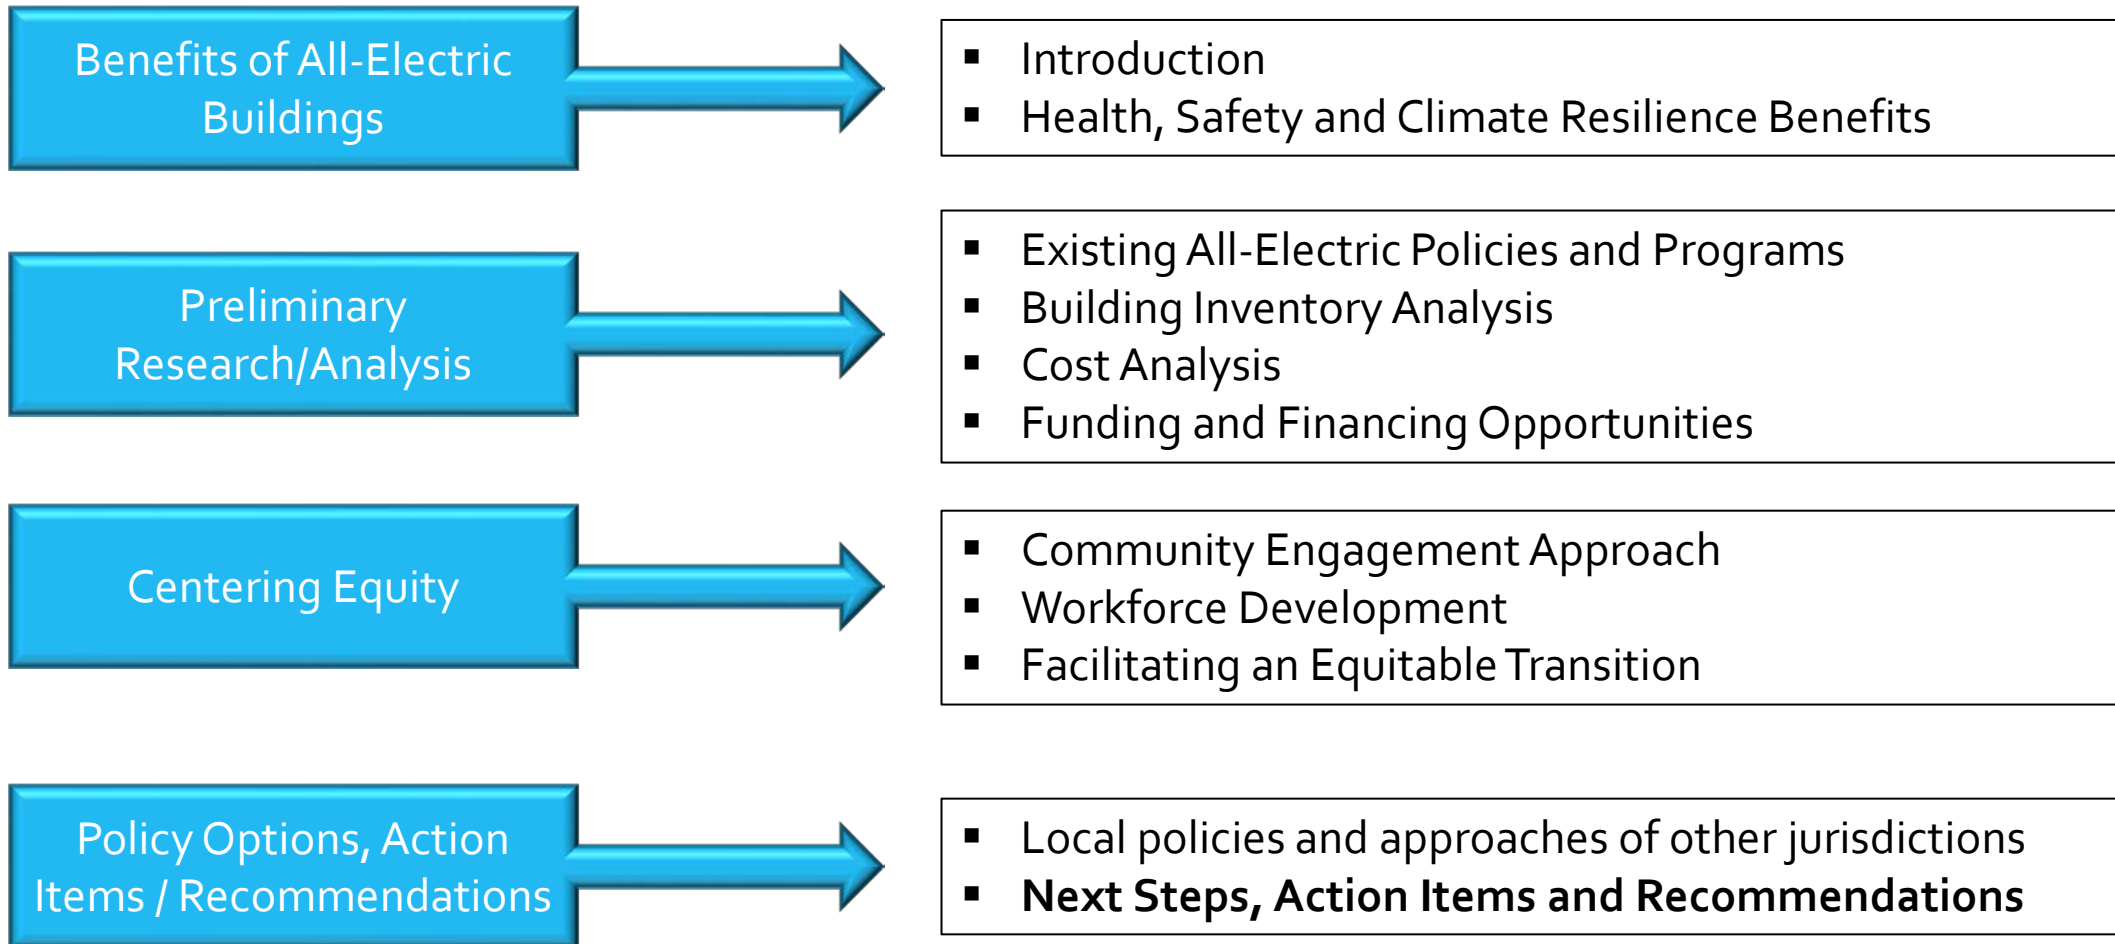 Benefits of All-Electric
Buildings
▪ Introduction
▪ Health, Safety and Climate Resilience Benefits
Preliminary
Research/Analysis
▪ Existing All-Electric Policies and Programs
▪ Building Inventory Analysis
▪ Cost Analysis
▪ Funding and Financing Opportunities
Centering Equity
▪ Community Engagement Approach
▪ Workforce Development
▪ Facilitating an Equitable Transition
Policy Options, Action
Items / Recommendations
▪ Local policies and approaches of other jurisdictions
▪ Next Steps, Action Items and Recommendations